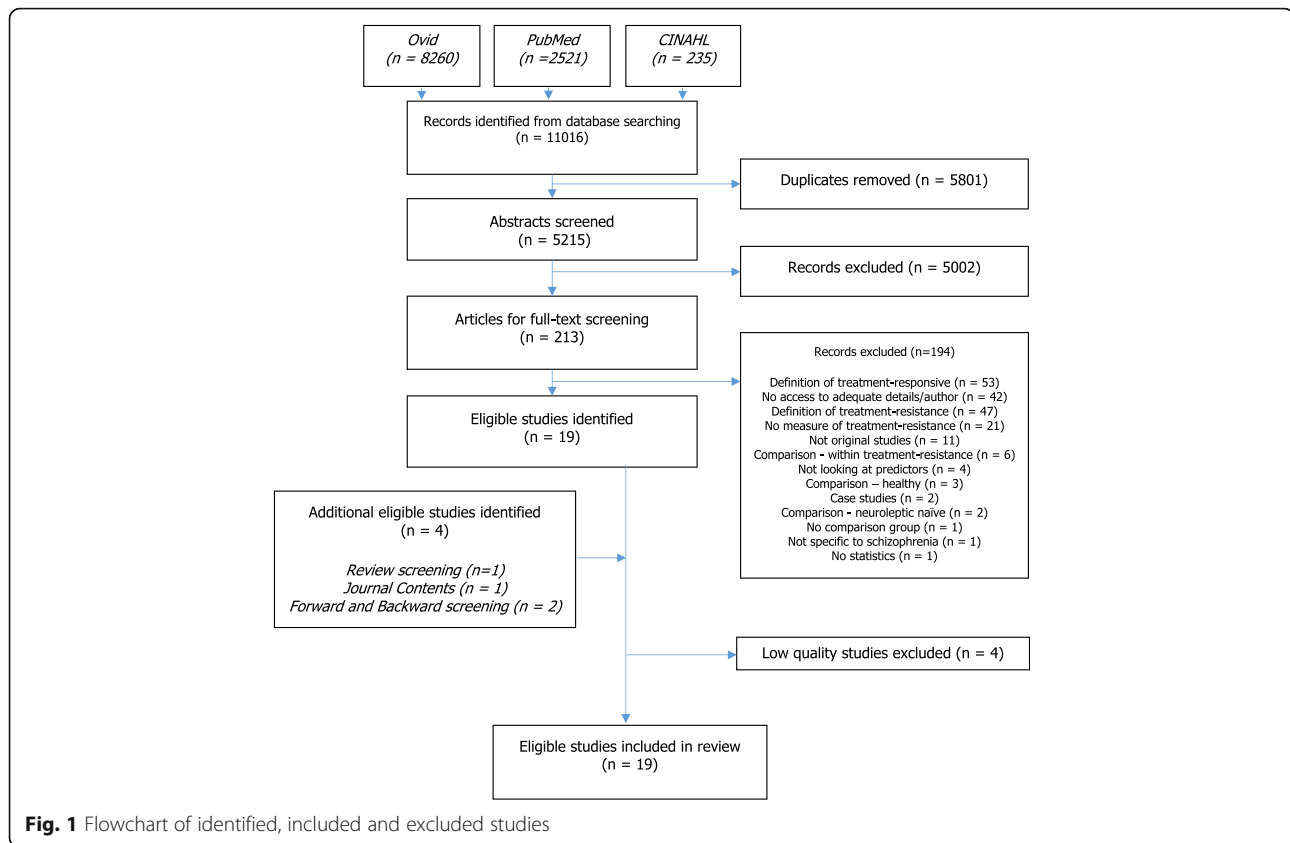 Ovid
(n = 8260)
PubMed
(n =2521)
CINAHL
(n = 235)
Records identified from database searching
(n = 11016)
Duplicates removed (n = 5801)
Abstracts screened
(n = 5215)
Records excluded (n = 5002)
Articles for full-text screening
(n = 213)
Records excluded (n=194)
Definition of treatment-responsive (n = 53)
No access to adequate details/author (n = 42)
Definition of treatment-resistance (n = 47)
No measure of treatment-resistance (n = 21)
Not original studies (n = 11)
Comparison - within treatment-resistance (n = 6)
Not looking at predictors (n = 4)
Comparison – healthy (n = 3)
Case studies (n = 2)
Comparison - neuroleptic naïve (n = 2)
No comparison group (n = 1)
Not specific to schizophrenia (n = 1)
No statistics (n = 1)
Eligible studies identified
(n = 19)
Additional eligible studies identified
(n = 4)
Review screening (n=1)
Journal Contents (n = 1)
Forward and Backward screening (n = 2)
Low quality studies excluded (n = 4)
Eligible studies included in review
(n = 19)
Fig. 1 Flowchart of identified, included and excluded studies